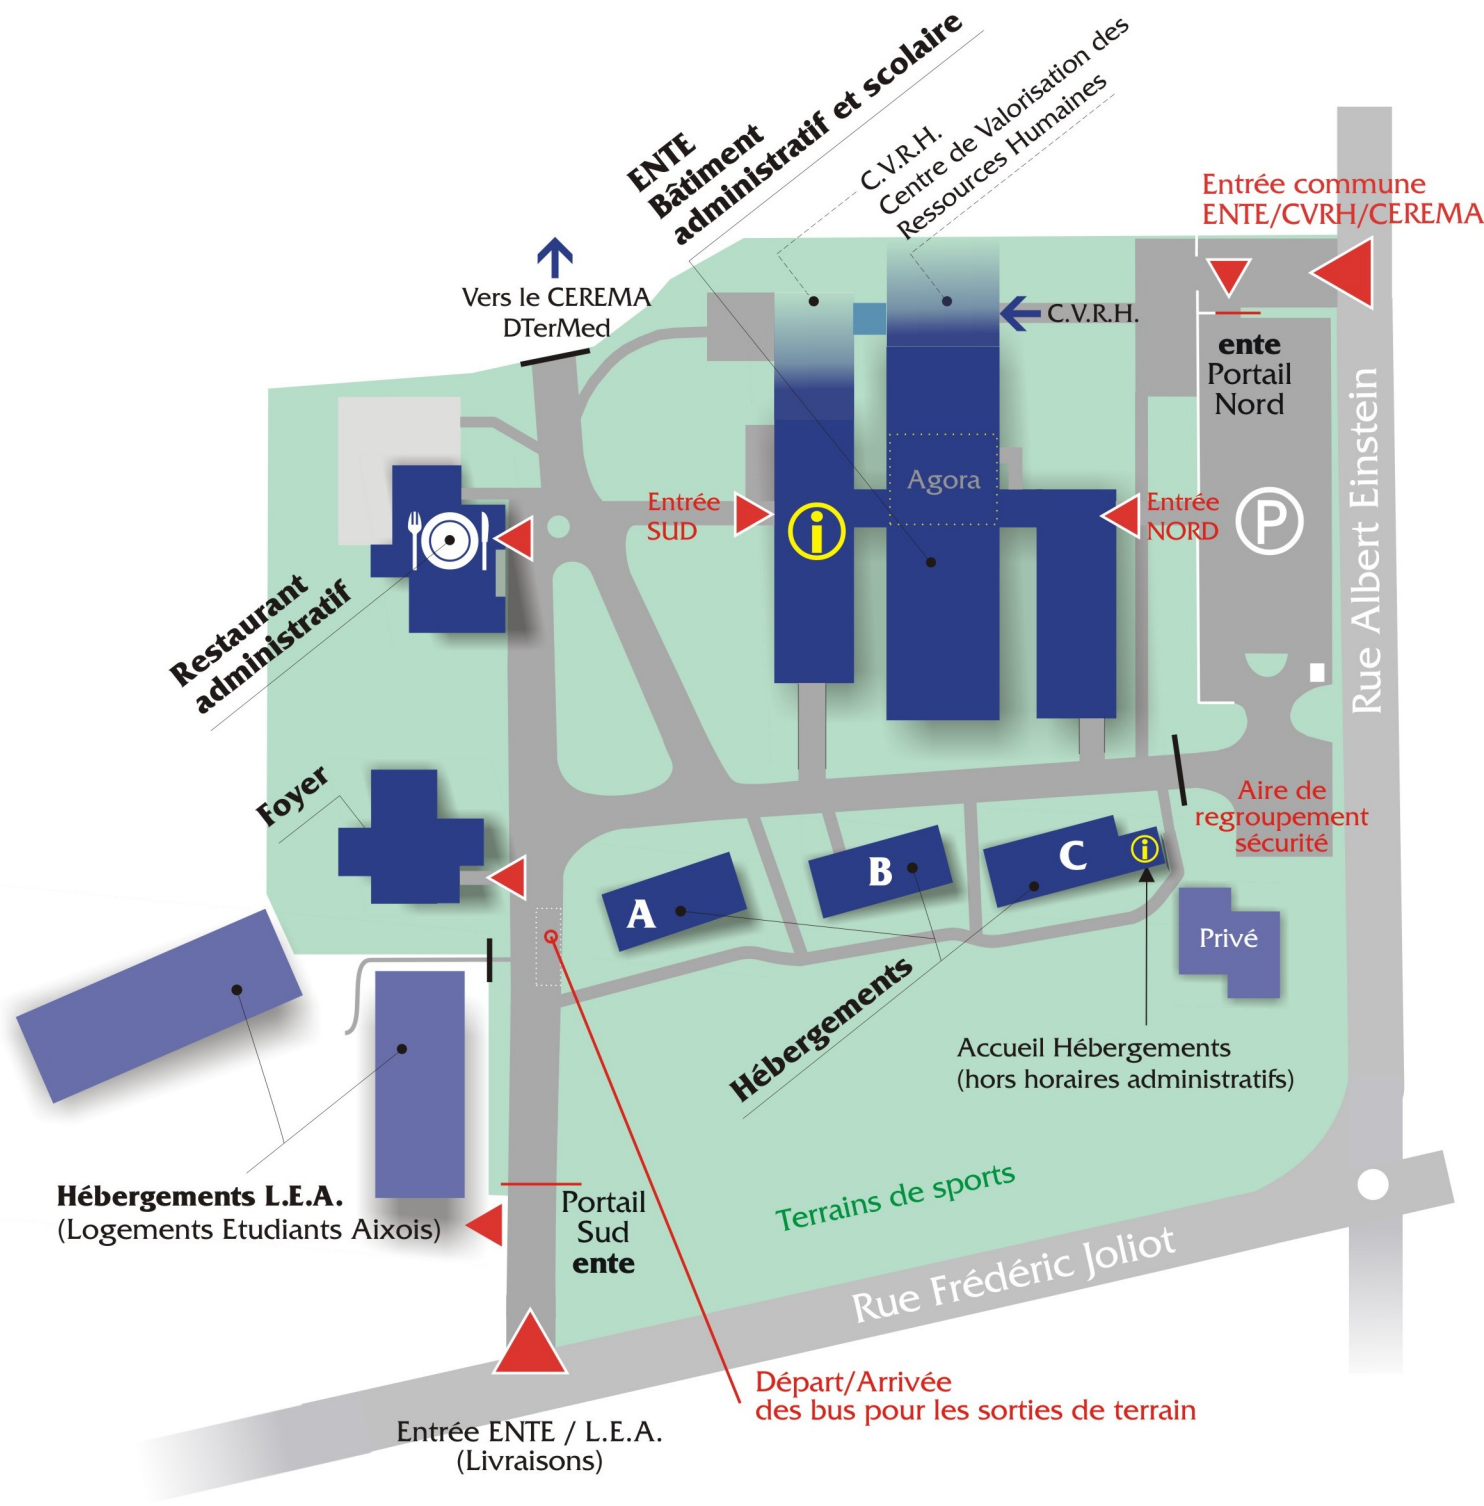 ENTE
Bâtiment
administratif et scolaire
C.V.R.H.
Centre de Valorisation des
Ressources Humaines
Entrée commune
ENTE/CVRH/CEREMA
Vers le CEREMA
DTerMed
C.V.R.H.
ente
Portail
Nord
Rue Albert Einstein
Agora
Entrée
SUD
i
Entrée
NORD
P
Restaurant
administratif
Foyer
Aire de
regroupement
sécurité
A
B
C
i
Privé
Hébergements
Accueil Hébergements
(hors horaires administratifs)
Hébergements L.E.A.
(Logements Etudiants Aixois)
Portail
Sud
ente
Terrains de sports
Rue Frédéric Joliot
Départ/Arrivée
des bus pour les sorties de terrain
Entrée ENTE / L.E.A.
(Livraisons)